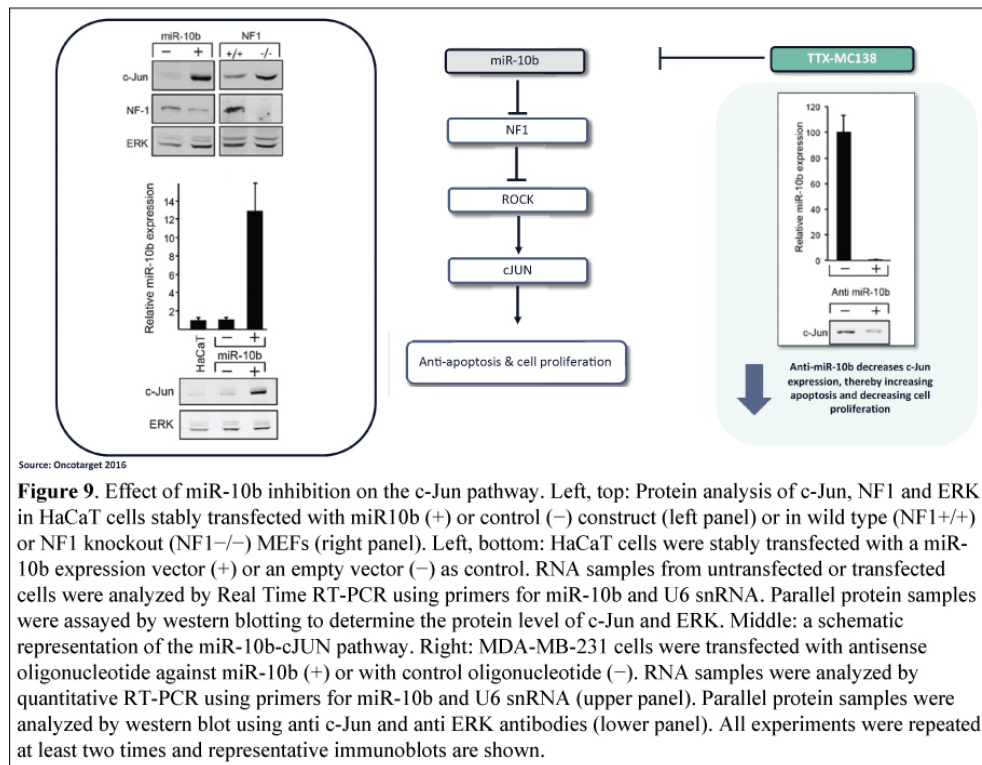 miR-10b
NF1
− +
+/+ -/-
c-Jun
NF-1
ERK
Relative miR-10b expression
14
12
10
8
6
4
2
HaCaT
− +
miR-10b
− +
c-Jun
ERK
miR-10b
NF1
ROCK
cJUN
Anti-apoptosis & cell proliferation
TTX-MC138
Relative miR-10b expression
120
100
80
60
40
20
0
− +
Anti miR-10b
− +
c-Jun
Anti-miR-10b decreases c-Jun
expression, thereby increasing
apoptosis and decreasing cell
proliferation
Source: Oncotarget 2016
Figure 9. Effect of miR-10b inhibition on the c-Jun pathway. Left, top: Protein analysis of c-Jun, NF1 and ERK
in HaCaT cells stably transfected with miR10b (+) or control (−) construct (left panel) or in wild type (NF1+/+)
or NF1 knockout (NF1−/−) MEFs (right panel). Left, bottom: HaCaT cells were stably transfected with a miR-
10b expression vector (+) or an empty vector (−) as control. RNA samples from untransfected or transfected
cells were analyzed by Real Time RT-PCR using primers for miR-10b and U6 snRNA. Parallel protein samples
were assayed by western blotting to determine the protein level of c-Jun and ERK. Middle: a schematic
representation of the miR-10b-cJUN pathway. Right: MDA-MB-231 cells were transfected with antisense
oligonucleotide against miR-10b (+) or with control oligonucleotide (−). RNA samples were analyzed by
quantitative RT-PCR using primers for miR-10b and U6 snRNA (upper panel). Parallel protein samples were
analyzed by western blot using anti c-Jun and anti ERK antibodies (lower panel). All experiments were repeated
at least two times and representative immunoblots are shown.